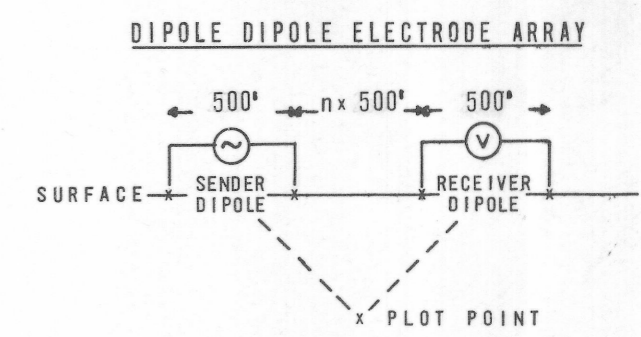 DIPOLE DIPOLE ELECTRODE ARRAY
500' n x 500' 500'
~ V
SURFACE SENDER DIPOLE RECEIVER DIPOLE
x PLOT POINT